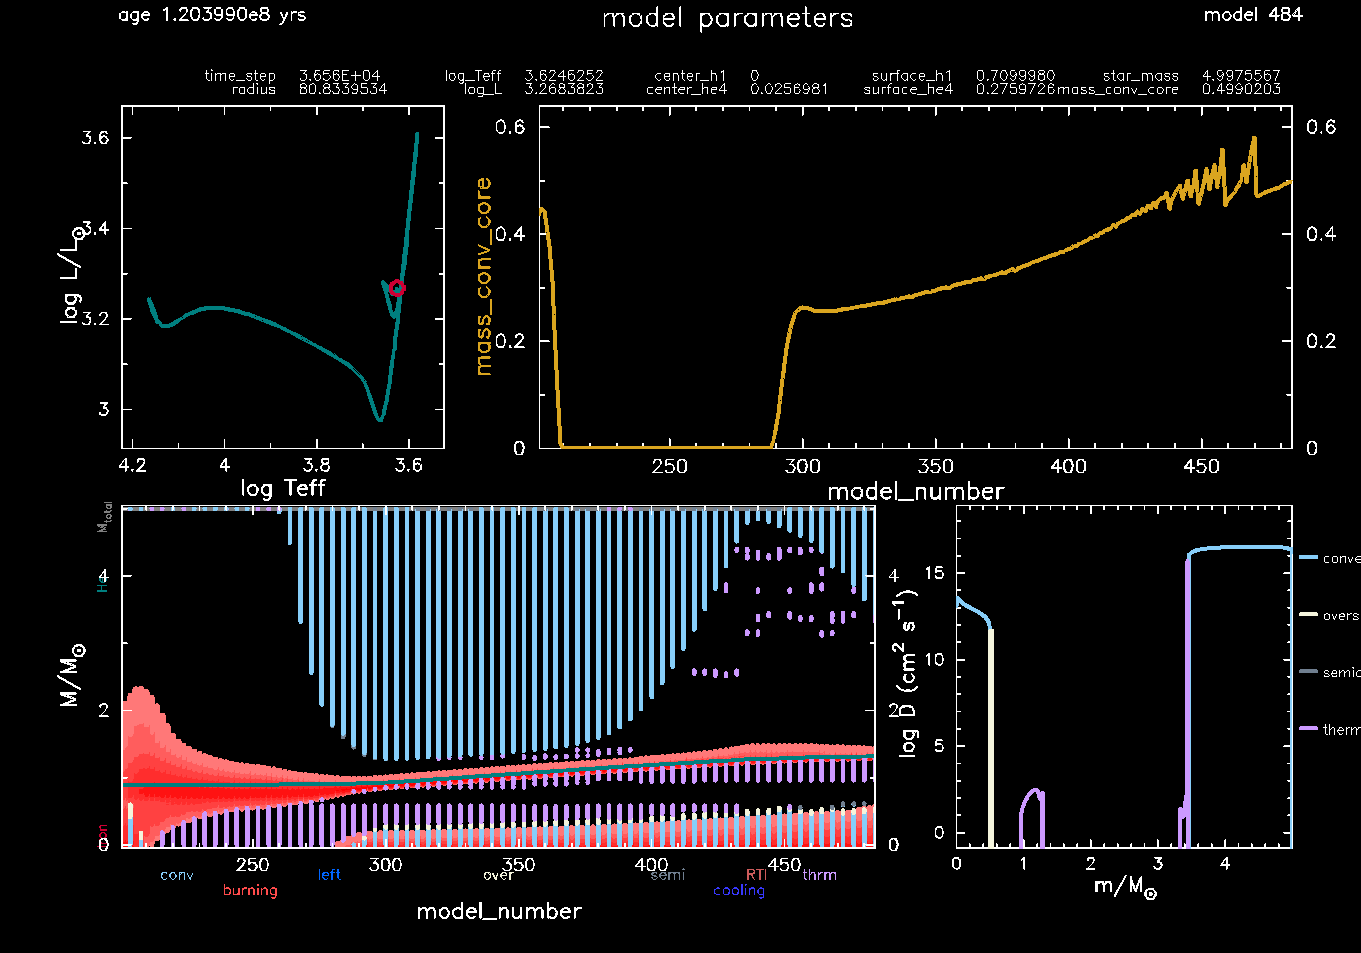 age 1.203990e8 yrs
model parameters
model 484
time_step 3.656E+04 log_Teff 3.6246252 center_h1 0 surface_h1 0.7099980 star_mass 4.9975567
radius 80.8339534 log_L 3.2683823 center_he4 0.0256981 surface_he4 0.2759726 mass_conv_core 0.4990203
log L/L☉
3.6
3.4
3.2
3
4.2 4 3.8 3.6
log Teff
mass_conv_core
0.6 0.6
0.4 0.4
0.2 0.2
0 0
250 300 350 400 450
model_number
M/M☉
Mtotal
4 4
2 2
0 0
250 300 350 400 450
conv left over semi RTI thrm
burning cooling
model_number
log D (cm² s⁻¹)
15
10
5
0
0 1 2 3 4
m/M☉
conve
overs
semic
therm